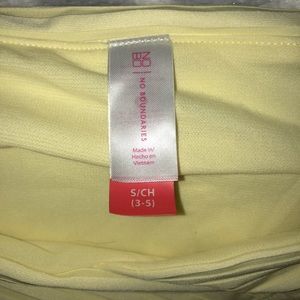 NO
BO
NO BOUNDARIES
Made in/
Hecho en
Vietnam
S/CH
(3-5)